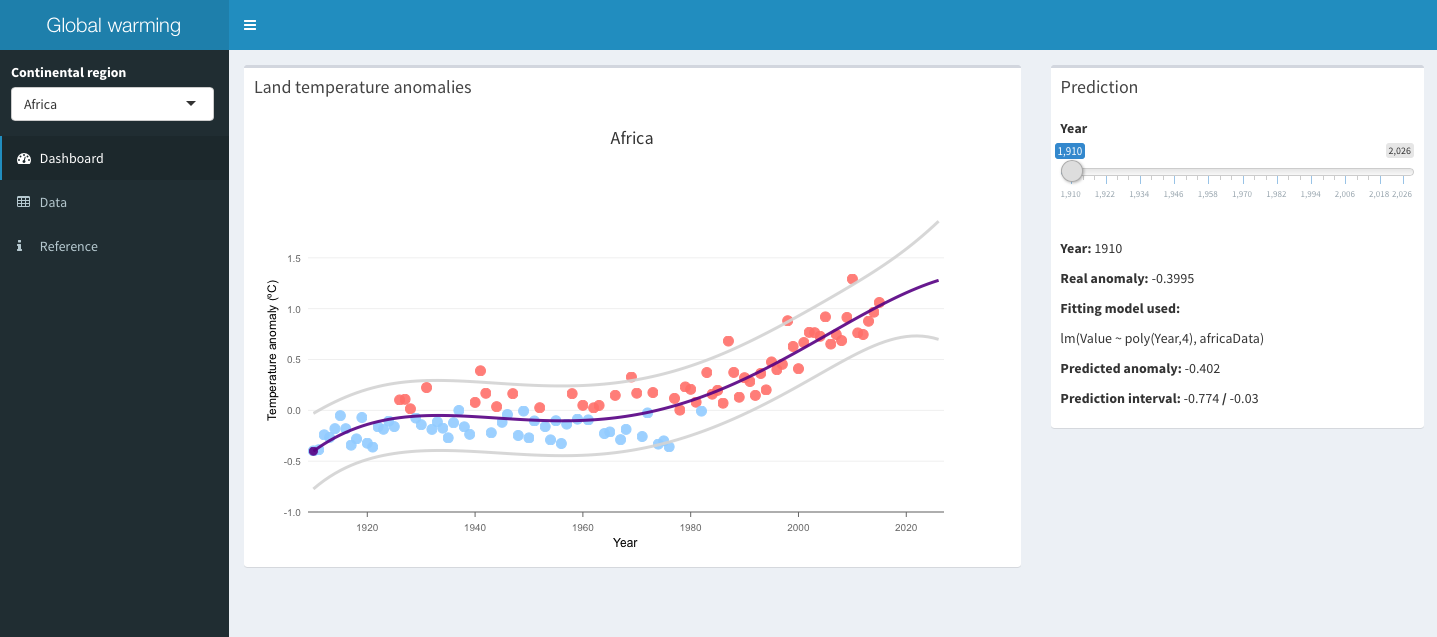 Global warming
Continental region
Africa
Dashboard
Data
Reference
Land temperature anomalies
Africa
Temperature anomaly (ºC)
1.5
1.0
0.5
0.0
-0.5
-1.0
1920 1940 1960 1980 2000 2020
Year
Prediction
Year
1,910 2,026
1,910 1,922 1,934 1,946 1,958 1,970 1,982 1,994 2,006 2,018 2,026
Year: 1910
Real anomaly: -0.3995
Fitting model used:
lm(Value ~ poly(Year,4), africaData)
Predicted anomaly: -0.402
Prediction interval: -0.774 / -0.03